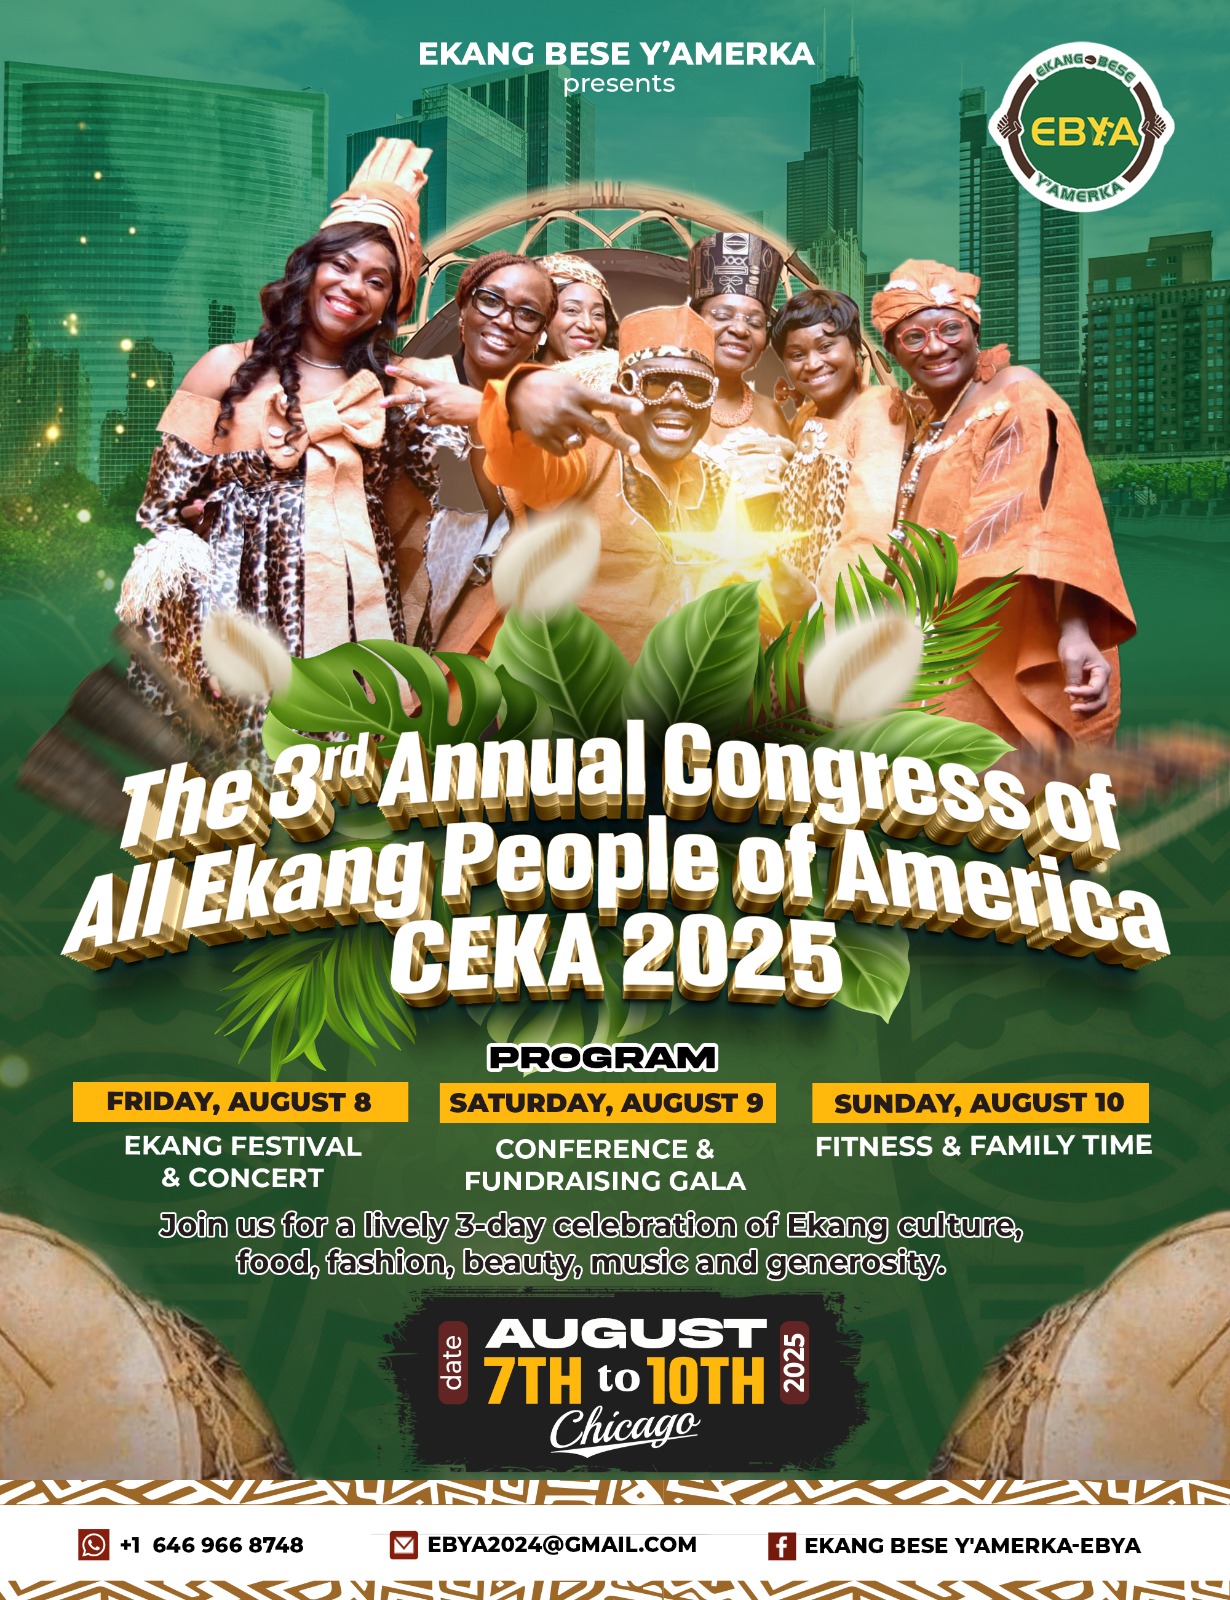 EKANG BESE Y’AMERKA
presents
EKANG BESE
EBYA
Y'AMERKA
The 3rd Annual Congress of
All Ekang People of America
CEKA 2025
PROGRAM
FRIDAY, AUGUST 8
EKANG FESTIVAL
& CONCERT
SATURDAY, AUGUST 9
CONFERENCE &
FUNDRAISING GALA
SUNDAY, AUGUST 10
FITNESS & FAMILY TIME
Join us for a lively 3-day celebration of Ekang culture,
food, fashion, beauty, music and generosity.
date
AUGUST
7TH to 10TH
2025
Chicago
+1 646 966 8748
EBYA2024@GMAIL.COM
EKANG BESE Y'AMERKA-EBYA